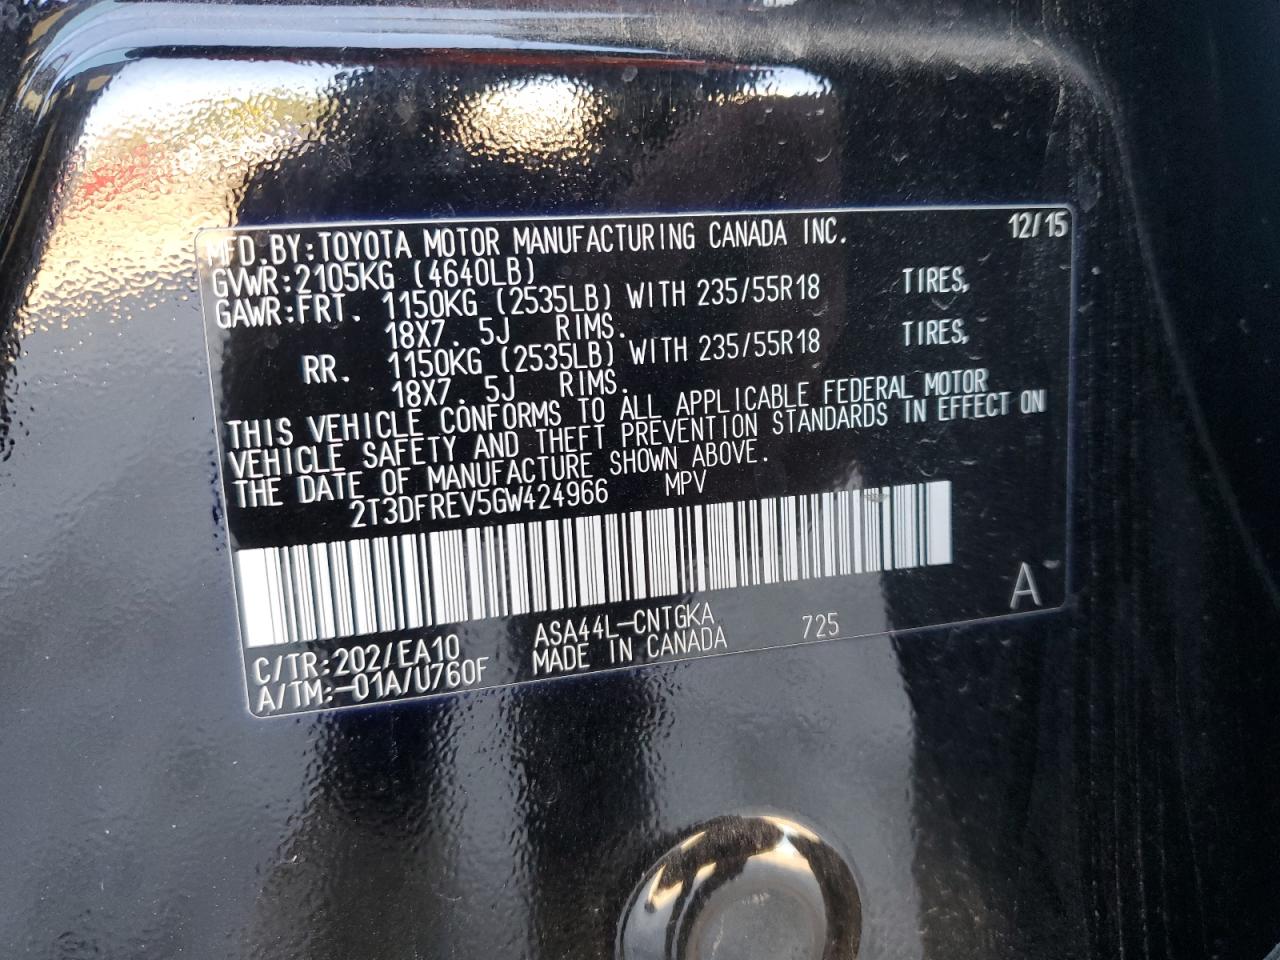 MFD.BY:TOYOTA MOTOR MANUFACTURING CANADA INC. 12/15
GVWR:2105KG (4640LB)
GAWR:FRT. 1150KG (2535LB) WITH 235/55R18 TIRES,
18X7.5J RIMS.
RR. 1150KG (2535LB) WITH 235/55R18 TIRES,
18X7.5J RIMS.
THIS VEHICLE CONFORMS TO ALL APPLICABLE FEDERAL MOTOR
VEHICLE SAFETY AND THEFT PREVENTION STANDARDS IN EFFECT ON
THE DATE OF MANUFACTURE SHOWN ABOVE.
2T3DFREV5GW424966 MPV
A
C/TR:202/EA10 ASA44L-CNTGKA 725
A/TM:-01A/U760F MADE IN CANADA